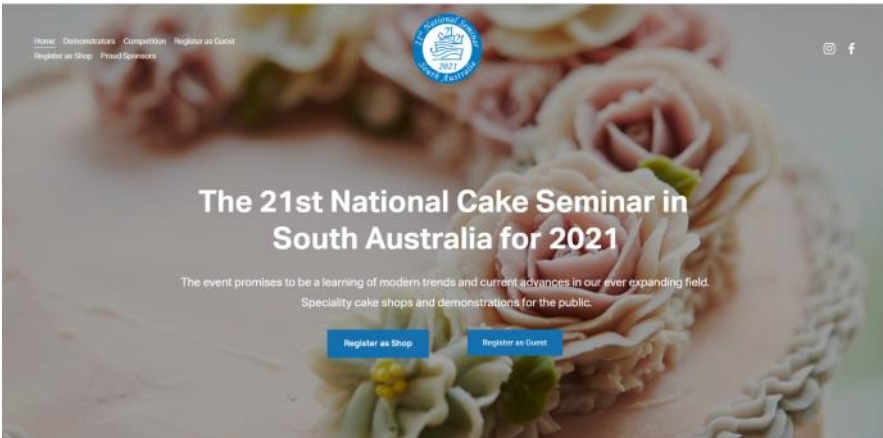 Home Demonstrators Competition Register as Guest
Register as Shop Proud Sponsors
21st National Seminar
21
2021
South Australia
The 21st National Cake Seminar in
South Australia for 2021
The event promises to be a learning of modern trends and current advances in our ever expanding field.
Speciality cake shops and demonstrations for the public.
Register as Shop
Register as Guest